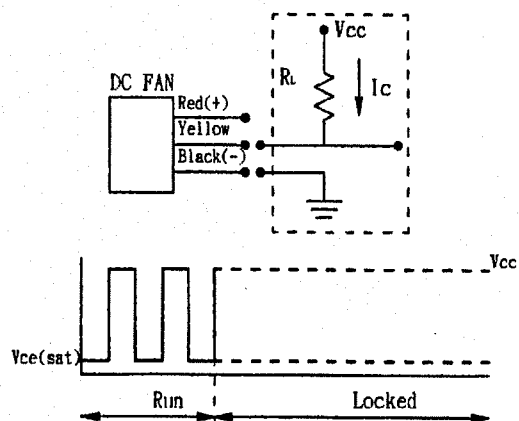 Vcc
DC FAN
RL
Ic
Red(+)
Yellow
Black(-)
Vcc
Vce(sat)
Run
Locked